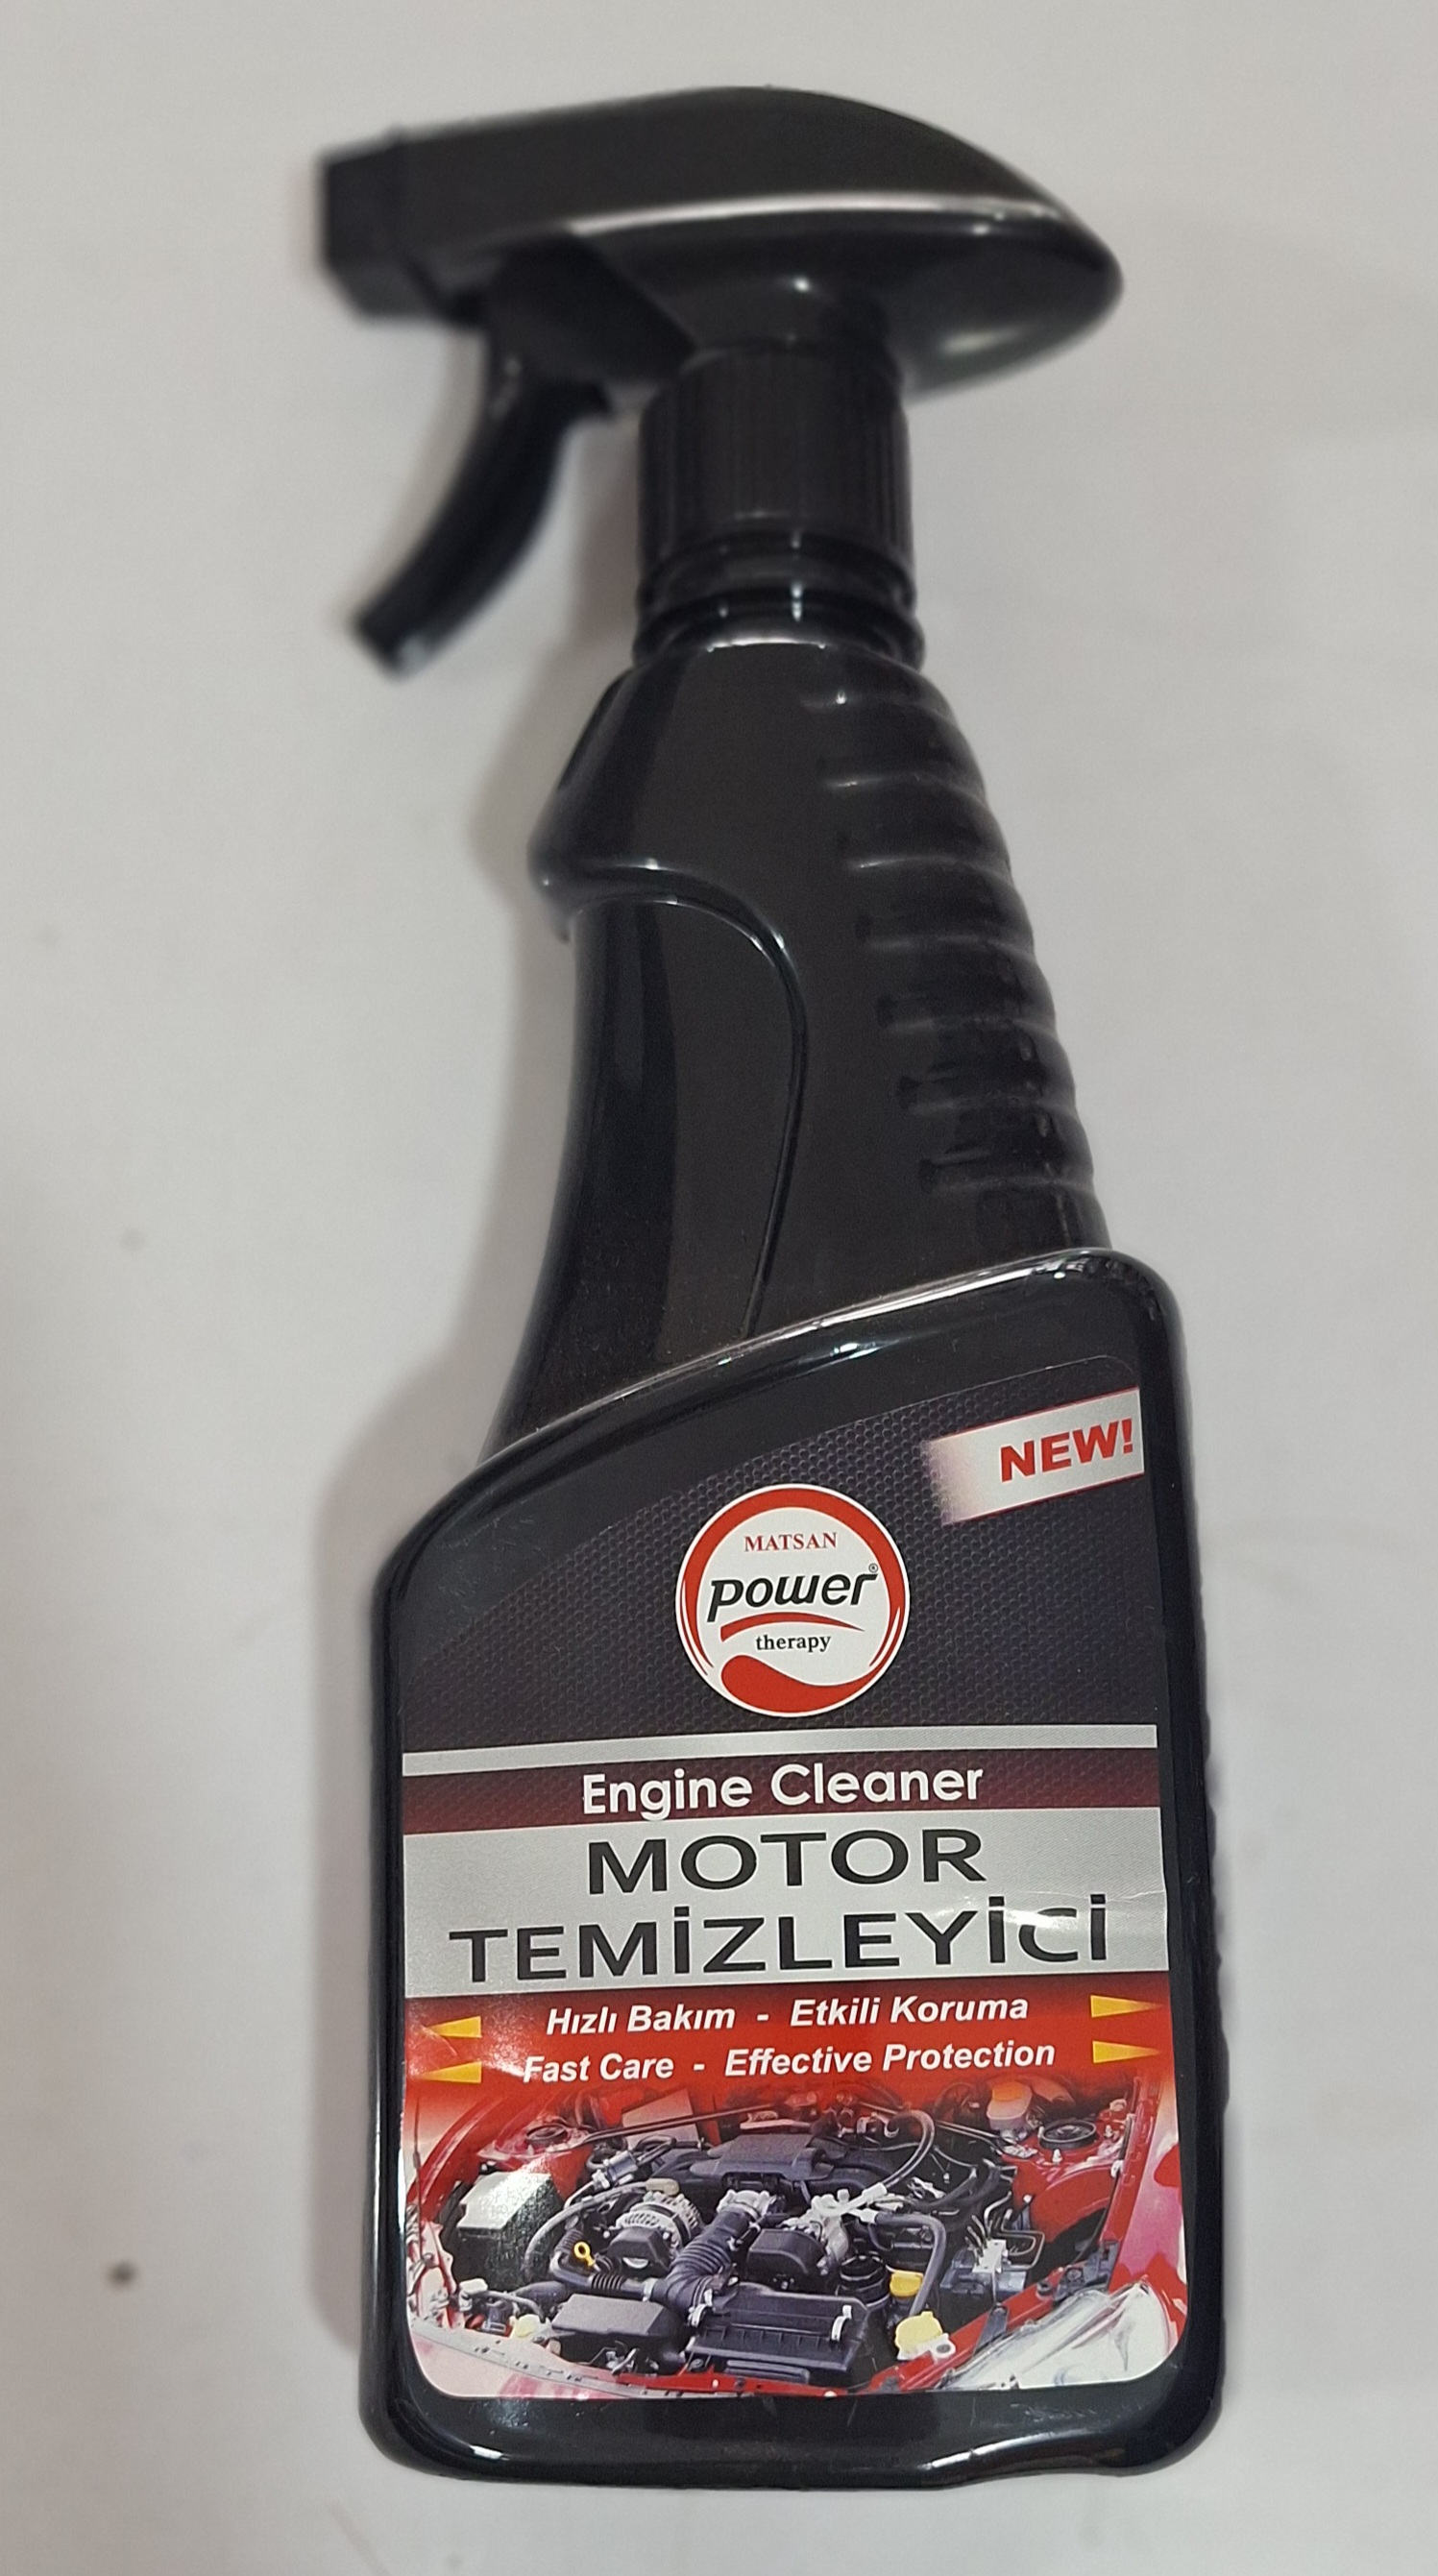 NEW!
MATSAN
power®
therapy
Engine Cleaner
MOTOR
TEMİZLEYİCİ
Hızlı Bakım - Etkili Koruma
Fast Care - Effective Protection